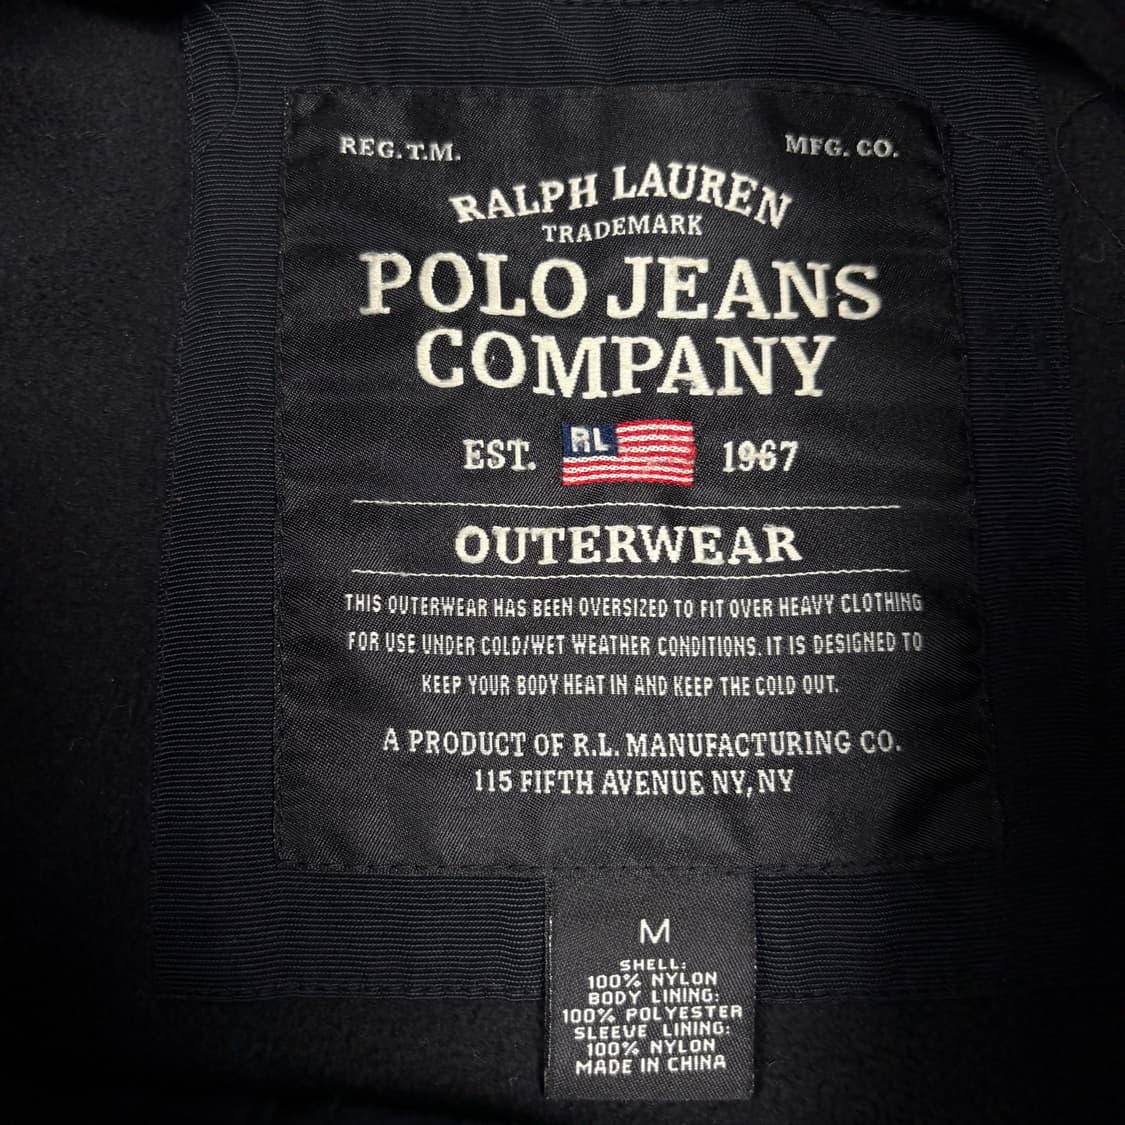 REG.T.M. MFG. CO.
RALPH LAUREN
TRADEMARK
POLO JEANS
COMPANY
EST. RL 1967
OUTERWEAR
THIS OUTERWEAR HAS BEEN OVERSIZED TO FIT OVER HEAVY CLOTHING
FOR USE UNDER COLD/WET WEATHER CONDITIONS. IT IS DESIGNED TO
KEEP YOUR BODY HEAT IN AND KEEP THE COLD OUT.
A PRODUCT OF R.L. MANUFACTURING CO.
115 FIFTH AVENUE NY, NY
M
SHELL:
100% NYLON
BODY LINING:
100% POLYESTER
SLEEVE LINING:
100% NYLON
MADE IN CHINA